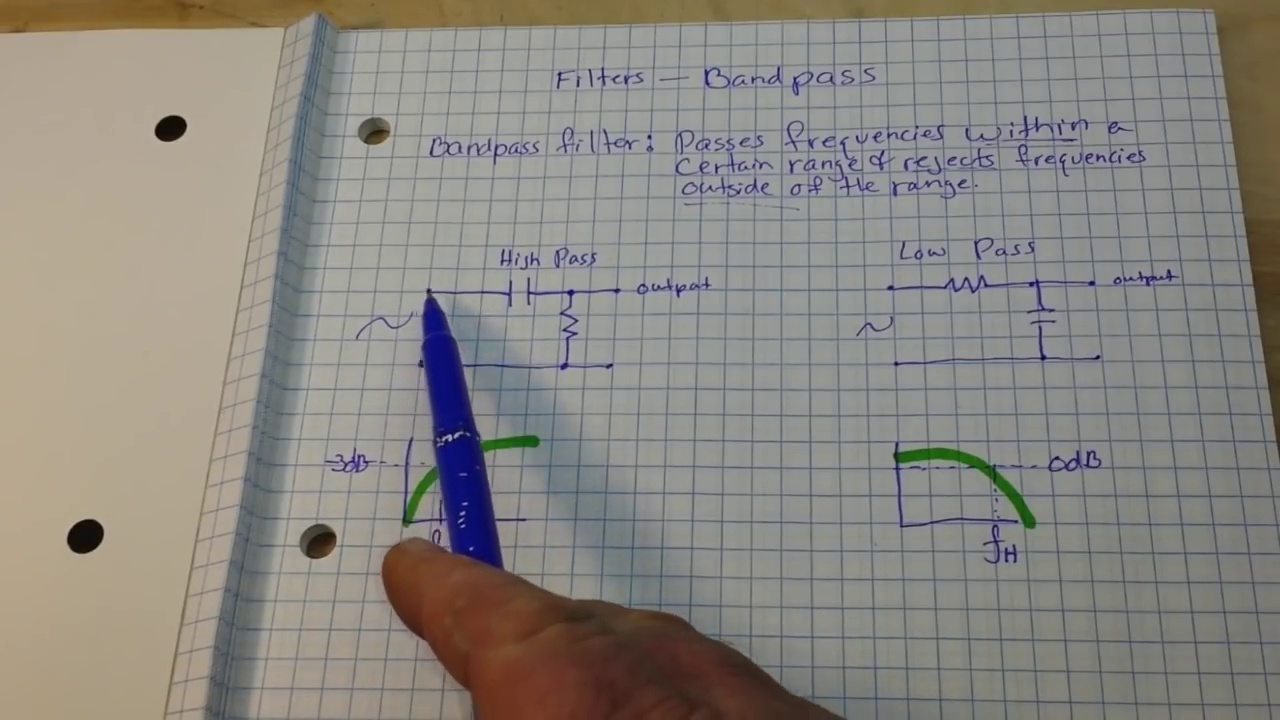 Filters — Bandpass
Bandpass filter: Passes frequencies within a
certain range & rejects frequencies
outside of the range.
High Pass
output
Low Pass
output
-3dB
0dB
fH